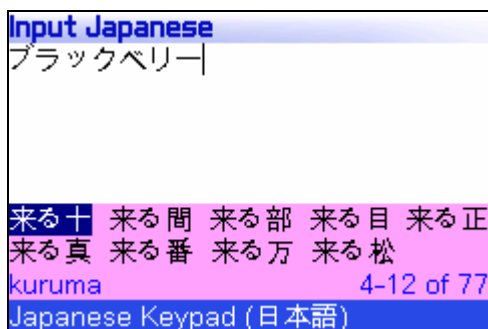 Input Japanese
ブラックベリー
来る十 来る間 来る部 来る目 来る正
来る真 来る番 来る万 来る松
kuruma 4-12 of 77
Japanese Keypad (日本語)